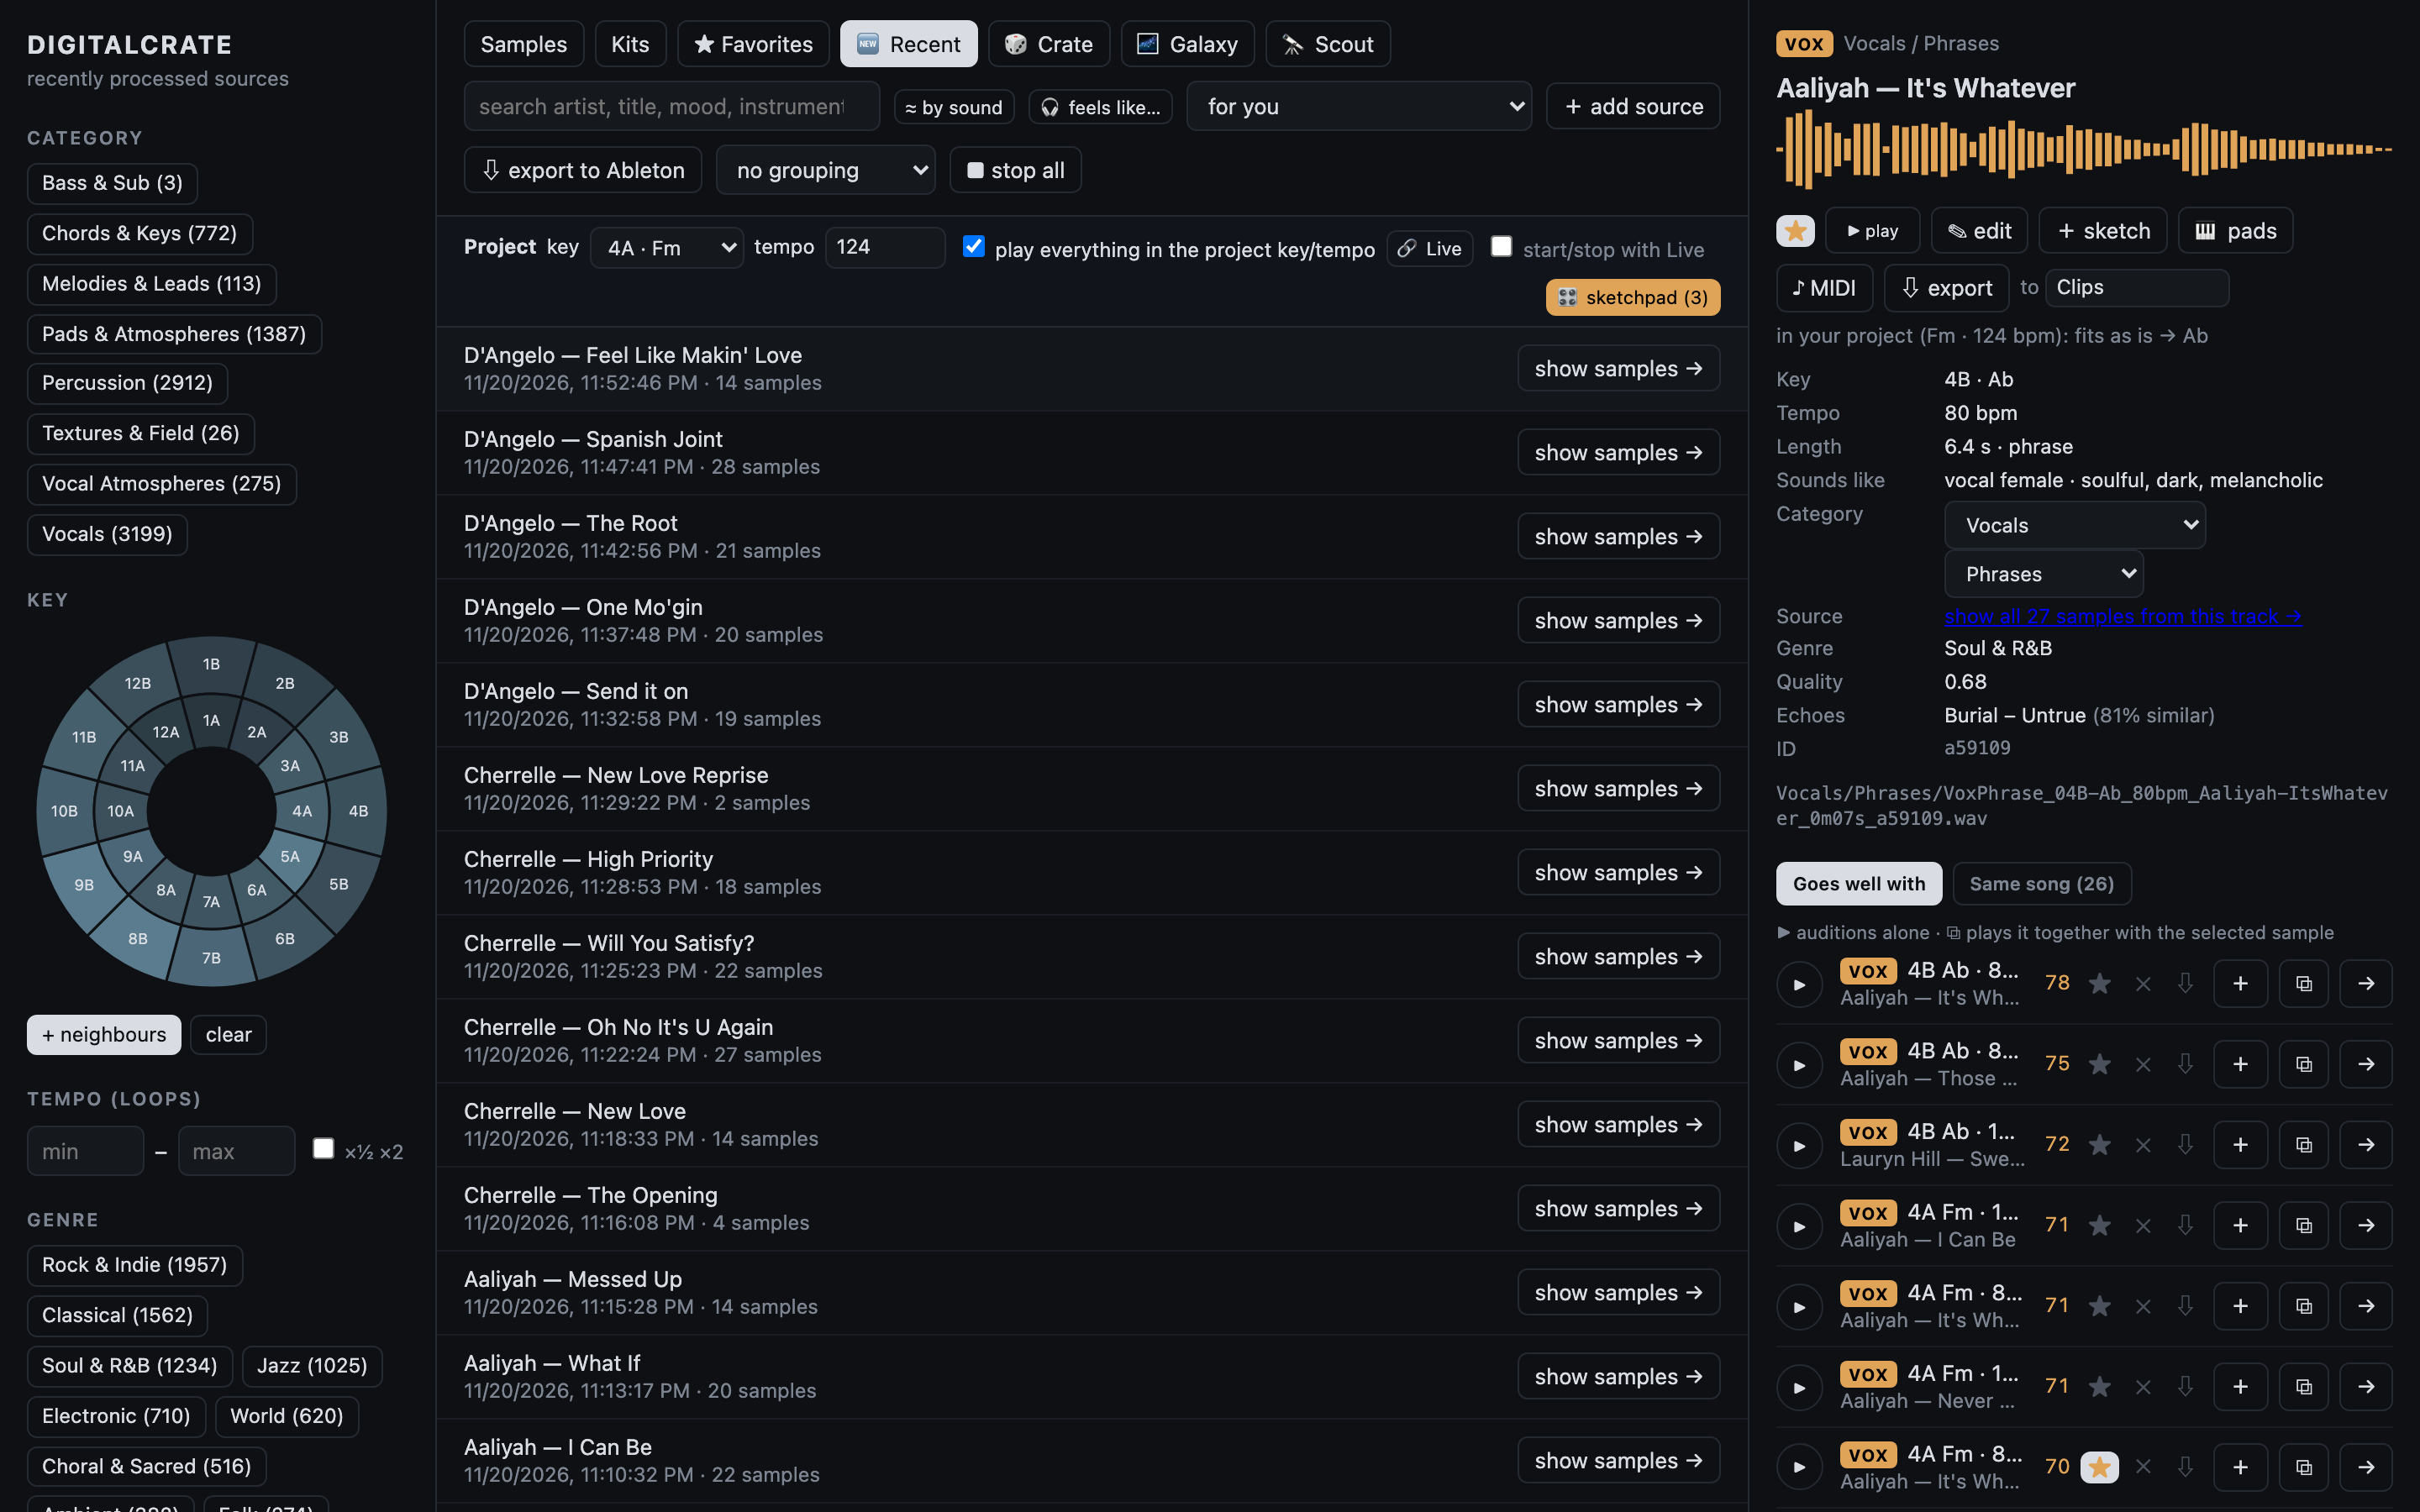 DIGITALCRATE
recently processed sources
CATEGORY
Bass & Sub (3)
Chords & Keys (772)
Melodies & Leads (113)
Pads & Atmospheres (1387)
Percussion (2912)
Textures & Field (26)
Vocal Atmospheres (275)
Vocals (3199)
KEY
1B
2B
3B
4B
5B
6B
7B
8B
9B
10B
11B
12B
1A
2A
3A
4A
5A
6A
7A
8A
9A
10A
11A
12A
+ neighbours clear
TEMPO (LOOPS)
min – max ×½ ×2
GENRE
Rock & Indie (1957)
Classical (1562)
Soul & R&B (1234) Jazz (1025)
Electronic (710) World (620)
Choral & Sacred (516)
Samples Kits ★ Favorites NEW Recent Crate Galaxy Scout
search artist, title, mood, instrument ≈ by sound feels like... for you + add source
⇩ export to Ableton no grouping stop all
Project key 4A · Fm tempo 124 play everything in the project key/tempo Live start/stop with Live
sketchpad (3)
D'Angelo — Feel Like Makin' Love
11/20/2026, 11:52:46 PM · 14 samples
show samples →
D'Angelo — Spanish Joint
11/20/2026, 11:47:41 PM · 28 samples
show samples →
D'Angelo — The Root
11/20/2026, 11:42:56 PM · 21 samples
show samples →
D'Angelo — One Mo'gin
11/20/2026, 11:37:48 PM · 20 samples
show samples →
D'Angelo — Send it on
11/20/2026, 11:32:58 PM · 19 samples
show samples →
Cherrelle — New Love Reprise
11/20/2026, 11:29:22 PM · 2 samples
show samples →
Cherrelle — High Priority
11/20/2026, 11:28:53 PM · 18 samples
show samples →
Cherrelle — Will You Satisfy?
11/20/2026, 11:25:23 PM · 22 samples
show samples →
Cherrelle — Oh No It's U Again
11/20/2026, 11:22:24 PM · 27 samples
show samples →
Cherrelle — New Love
11/20/2026, 11:18:33 PM · 14 samples
show samples →
Cherrelle — The Opening
11/20/2026, 11:16:08 PM · 4 samples
show samples →
Aaliyah — Messed Up
11/20/2026, 11:15:28 PM · 14 samples
show samples →
Aaliyah — What If
11/20/2026, 11:13:17 PM · 20 samples
show samples →
Aaliyah — I Can Be
11/20/2026, 11:10:32 PM · 22 samples
show samples →
VOX Vocals / Phrases
Aaliyah — It's Whatever
▶ play ✎ edit + sketch pads
♪ MIDI ⇩ export to Clips
in your project (Fm · 124 bpm): fits as is → Ab
Key 4B · Ab
Tempo 80 bpm
Length 6.4 s · phrase
Sounds like vocal female · soulful, dark, melancholic
Category Vocals
Phrases
Source show all 27 samples from this track →
Genre Soul & R&B
Quality 0.68
Echoes Burial – Untrue (81% similar)
ID a59109
Vocals/Phrases/VoxPhrase_04B-Ab_80bpm_Aaliyah-ItsWhatev
er_0m07s_a59109.wav
Goes well with Same song (26)
▶ auditions alone · ⧉ plays it together with the selected sample
VOX 4B Ab · 8... 78
Aaliyah — It's Wh...
VOX 4B Ab · 8... 75
Aaliyah — Those ...
VOX 4B Ab · 1... 72
Lauryn Hill — Swe...
VOX 4A Fm · 1... 71
Aaliyah — I Can Be
VOX 4A Fm · 8... 71
Aaliyah — It's Wh...
VOX 4A Fm · 1... 71
Aaliyah — Never ...
VOX 4A Fm · 8... 70
Aaliyah — It's Wh...